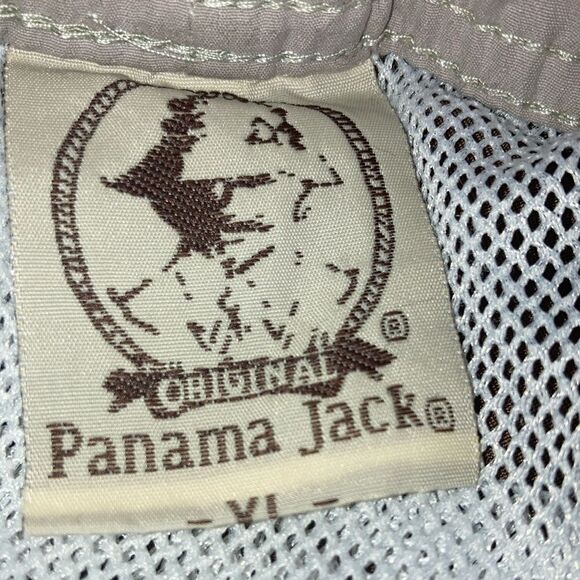 ®
ORIGINAL
Panama Jack®
- XL -